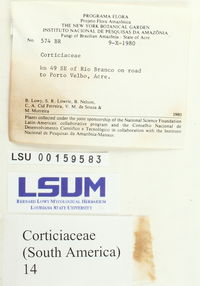 PROGRAMA FLORA
Projeto Flora Amazônica
THE NEW YORK BOTANICAL GARDEN
INSTITUTO NACIONAL DE PESQUISAS DA AMAZÔNIA
Fungi of Brazilian Amazonia - State of Acre
No. 574 BR 9-X-1980
Corticiaceae
km 49 SE of Rio Branco on road
to Porto Velho, Acre.
B. Lowy, S. R. Lowrie, B. Nelson,
C. A. Cid Ferreira, V. M. de Souza &
M. Moreira
1980
Plants collected under the joint sponsorship of the National Science Foundation
Latin-American collaborative program and the Conselho Nacional de
Desenvolvimento Científico e Tecnológico in collaboration with the Instituto
Nacional de Pesquisas da Amazônia-Manaus
LSU 00159583
LSUM
BERNARD LOWY MYCOLOGICAL HERBARIUM
LOUISIANA STATE UNIVERSITY
Corticiaceae
(South America)
14